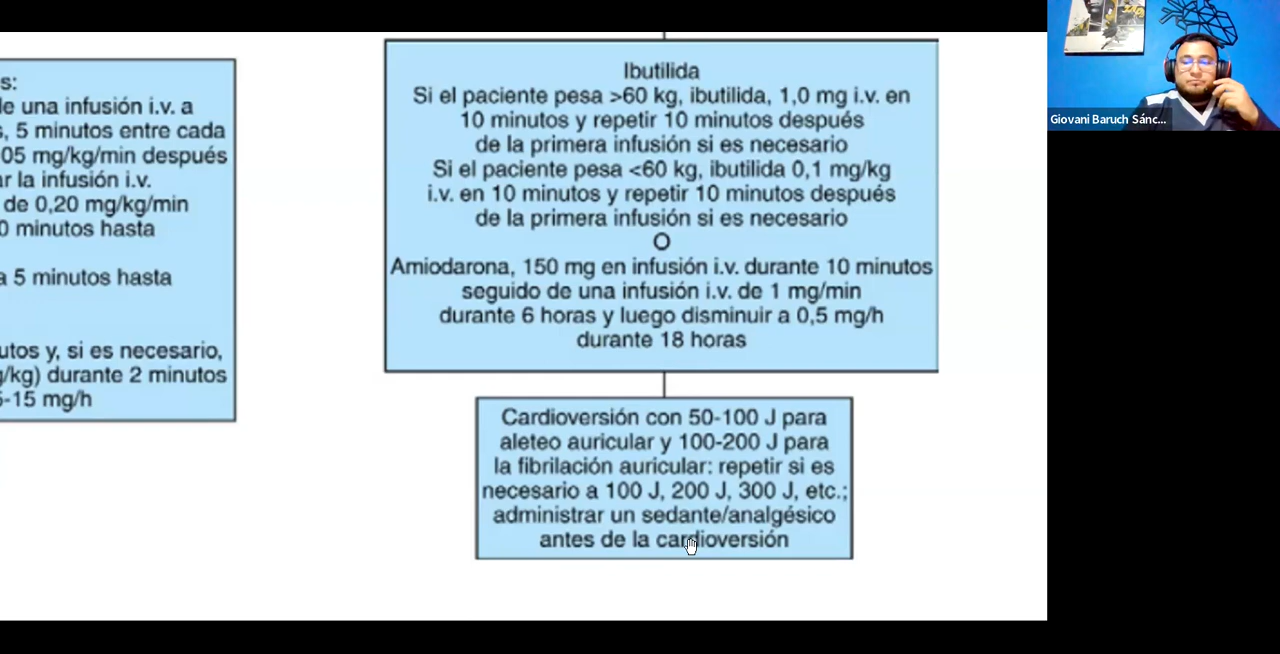 s:
de una infusión i.v. a
s, 5 minutos entre cada
05 mg/kg/min después
ar la infusión i.v.
de 0,20 mg/kg/min
0 minutos hasta
a 5 minutos hasta
utos y, si es necesario,
g/kg) durante 2 minutos
5-15 mg/h
Ibutilida
Si el paciente pesa >60 kg, ibutilida, 1,0 mg i.v. en
10 minutos y repetir 10 minutos después
de la primera infusión si es necesario
Si el paciente pesa <60 kg, ibutilida 0,1 mg/kg
i.v. en 10 minutos y repetir 10 minutos después
de la primera infusión si es necesario
O
Amiodarona, 150 mg en infusión i.v. durante 10 minutos
seguido de una infusión i.v. de 1 mg/min
durante 6 horas y luego disminuir a 0,5 mg/h
durante 18 horas
Cardioversión con 50-100 J para
aleteo auricular y 100-200 J para
la fibrilación auricular: repetir si es
necesario a 100 J, 200 J, 300 J, etc.;
administrar un sedante/analgésico
antes de la cardioversión
Giovani Baruch Sánc...